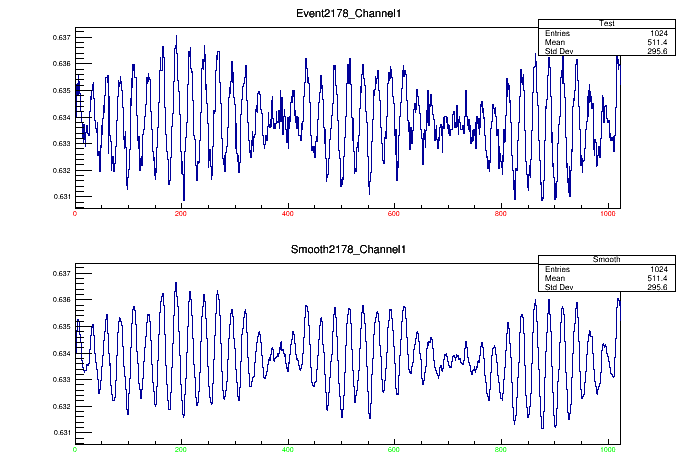 Event2178_Channel1
Test
Entries 1024
Mean 511.4
Std Dev 295.6
0.637
0.636
0.635
0.634
0.633
0.632
0.631
0 200 400 600 800 1000
Smooth2178_Channel1
Smooth
Entries 1024
Mean 511.4
Std Dev 295.6
0.637
0.636
0.635
0.634
0.633
0.632
0.631
0 200 400 600 800 1000